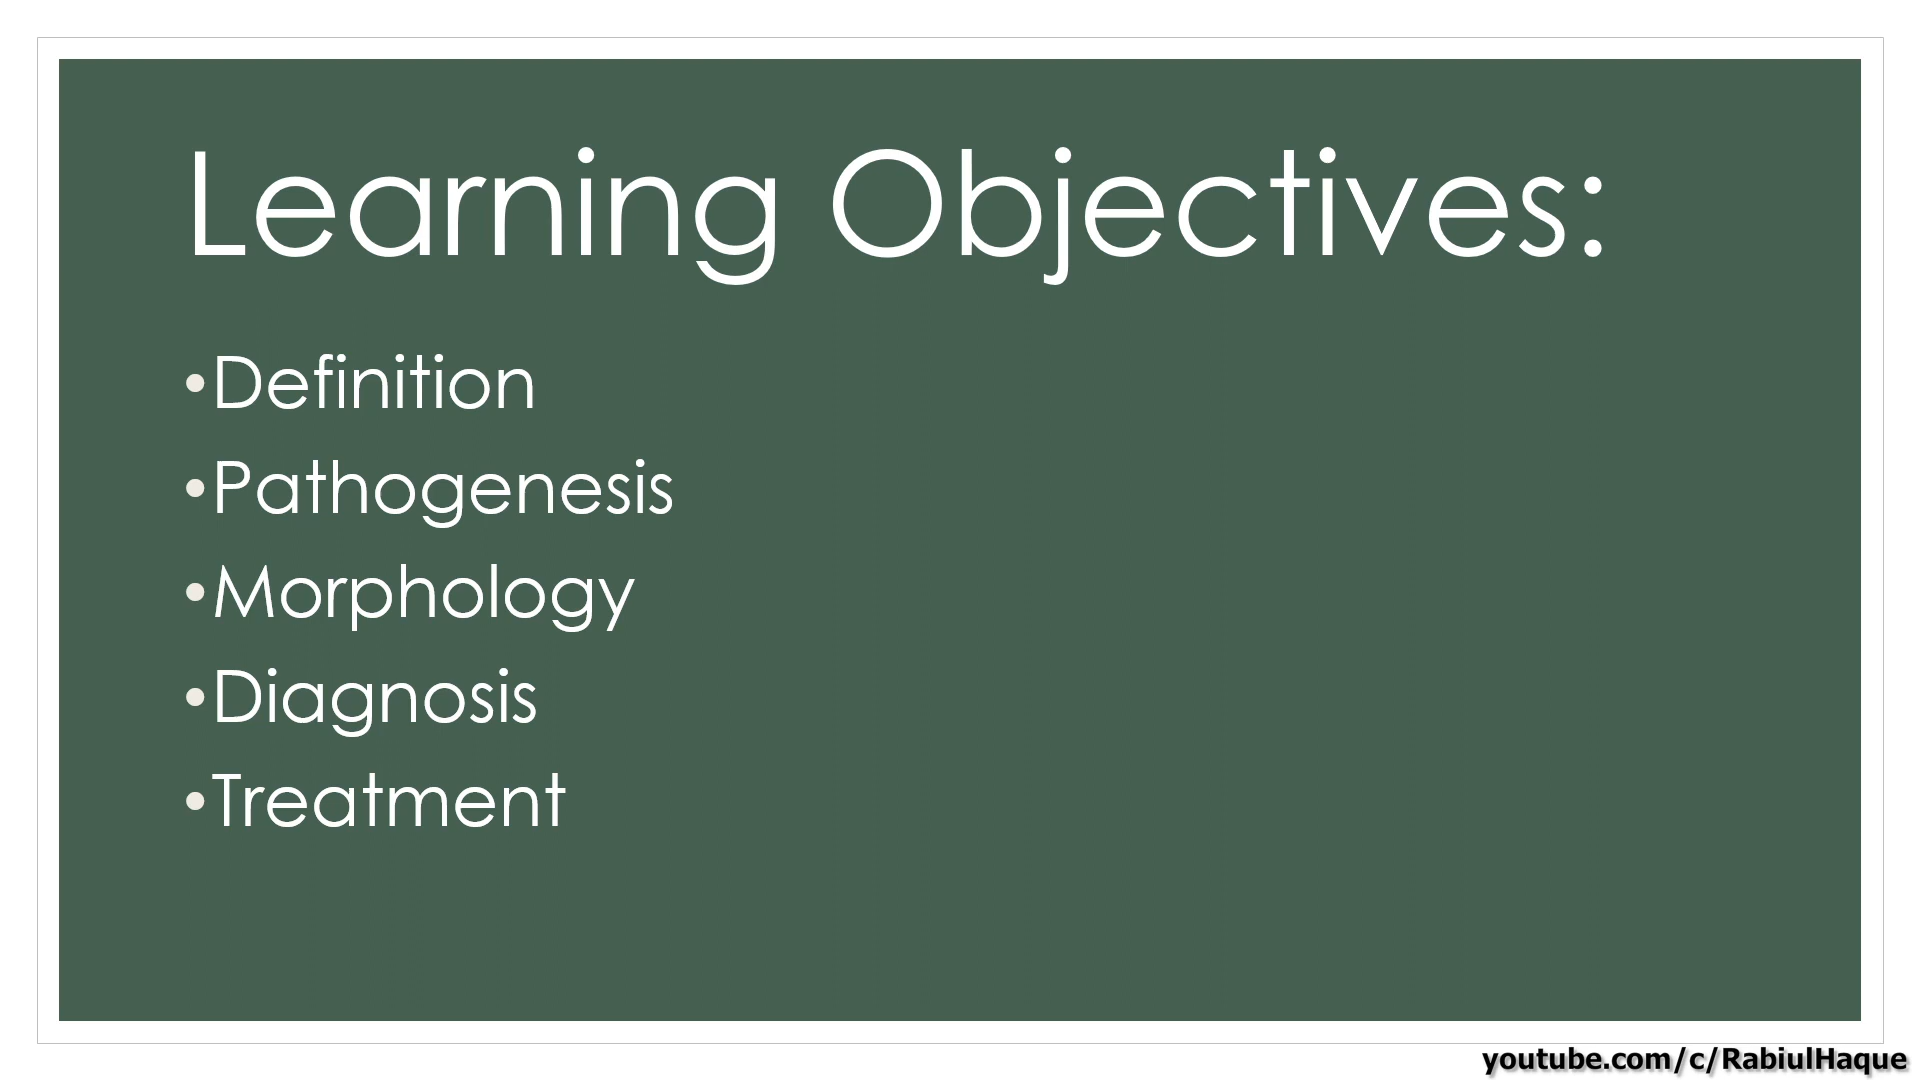 Learning Objectives:
•Definition
•Pathogenesis
•Morphology
•Diagnosis
•Treatment
youtube.com/c/RabiulHaque